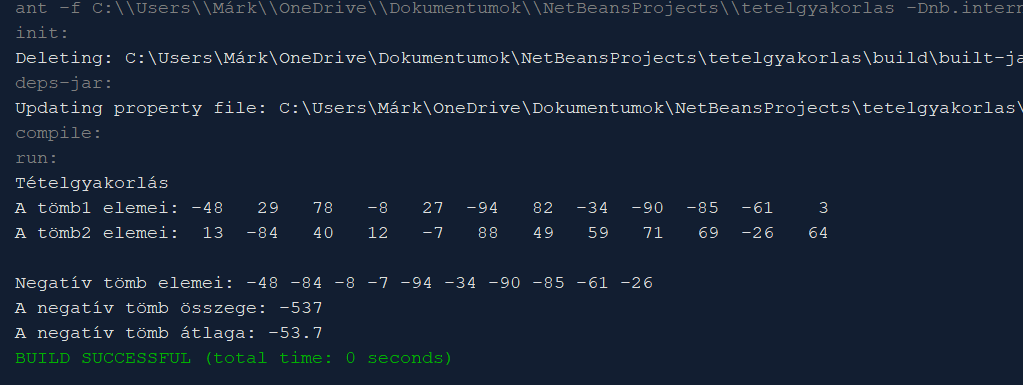 ant -f C:\\Users\\Márk\\OneDrive\\Dokumentumok\\NetBeansProjects\\tetelgyakorlas -Dnb.intern
init:
Deleting: C:\Users\Márk\OneDrive\Dokumentumok\NetBeansProjects\tetelgyakorlas\build\built-ja
deps-jar:
Updating property file: C:\Users\Márk\OneDrive\Dokumentumok\NetBeansProjects\tetelgyakorlas\
compile:
run:
Tételgyakorlás
A tömb1 elemei: -48   29   78   -8   27  -94   82  -34  -90  -85  -61    3
A tömb2 elemei:  13  -84   40   12   -7   88   49   59   71   69  -26   64
Negatív tömb elemei: -48 -84 -8 -7 -94 -34 -90 -85 -61 -26
A negatív tömb összege: -537
A negatív tömb átlaga: -53.7
BUILD SUCCESSFUL (total time: 0 seconds)